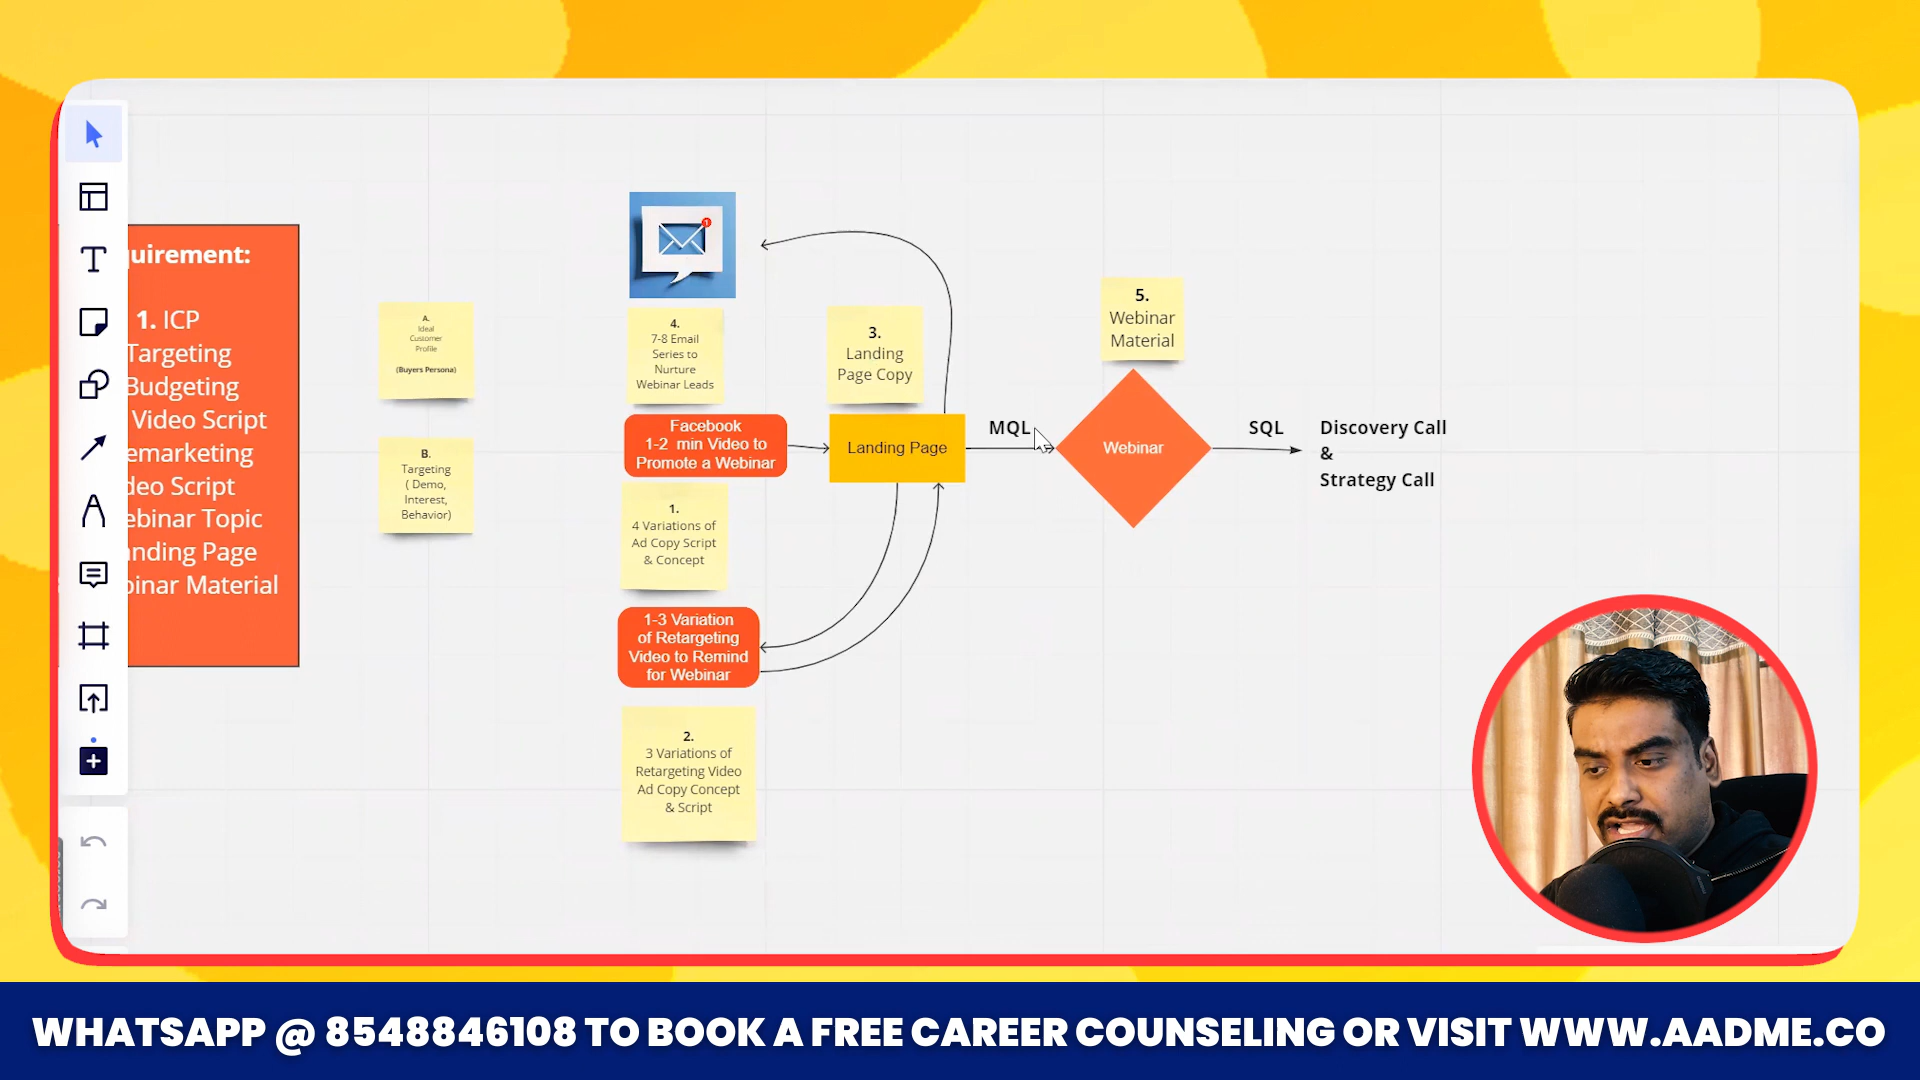 quirement:
1. ICP
Targeting
Budgeting
Video Script
emarketing
deo Script
ebinar Topic
anding Page
binar Material
A.
Ideal
Customer
Profile
(Buyers Persona)
B.
Targeting
( Demo,
Interest,
Behavior)
1
4.
7-8 Email
Series to
Nurture
Webinar Leads
Facebook
1-2 min Video to
Promote a Webinar
1.
4 Variations of
Ad Copy Script
& Concept
1-3 Variation
of Retargeting
Video to Remind
for Webinar
2.
3 Variations of
Retargeting Video
Ad Copy Concept
& Script
3.
Landing
Page Copy
Landing Page
MQL
5.
Webinar
Material
Webinar
SQL
Discovery Call
&
Strategy Call
WHATSAPP @ 8548846108 TO BOOK A FREE CAREER COUNSELING OR VISIT WWW.AADME.CO